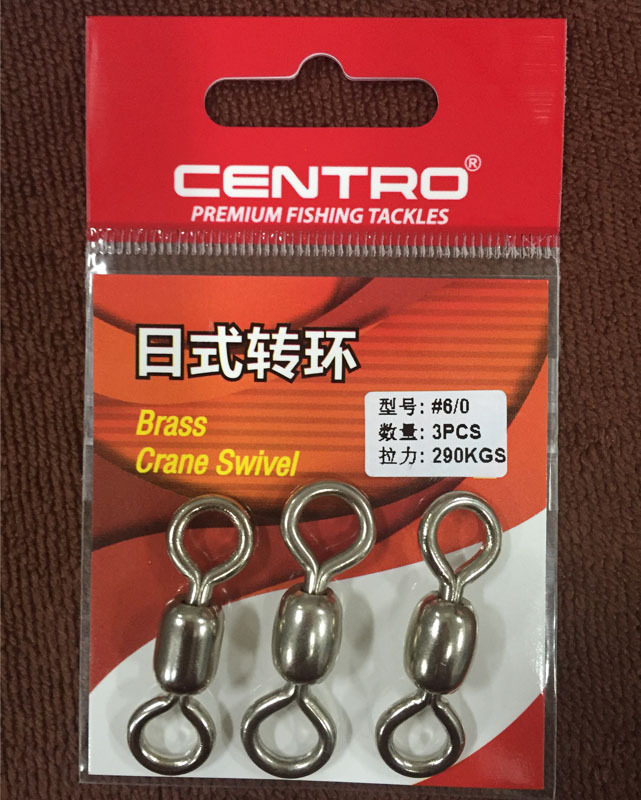 CENTRO®
PREMIUM FISHING TACKLES
日式转环
Brass
Crane Swivel
型号: #6/0
数量: 3PCS
拉力: 290KGS